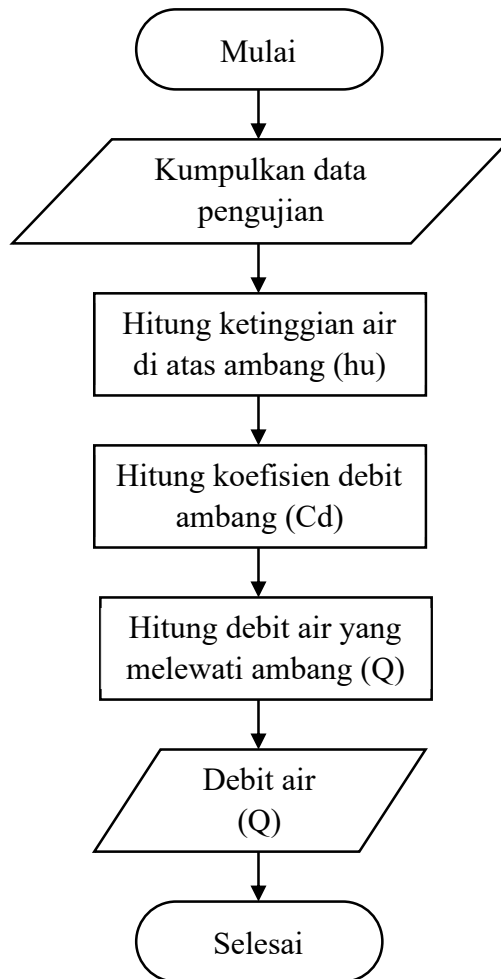 Mulai
Kumpulkan data
pengujian
Hitung ketinggian air
di atas ambang (hu)
Hitung koefisien debit
ambang (Cd)
Hitung debit air yang
melewati ambang (Q)
Debit air
(Q)
Selesai